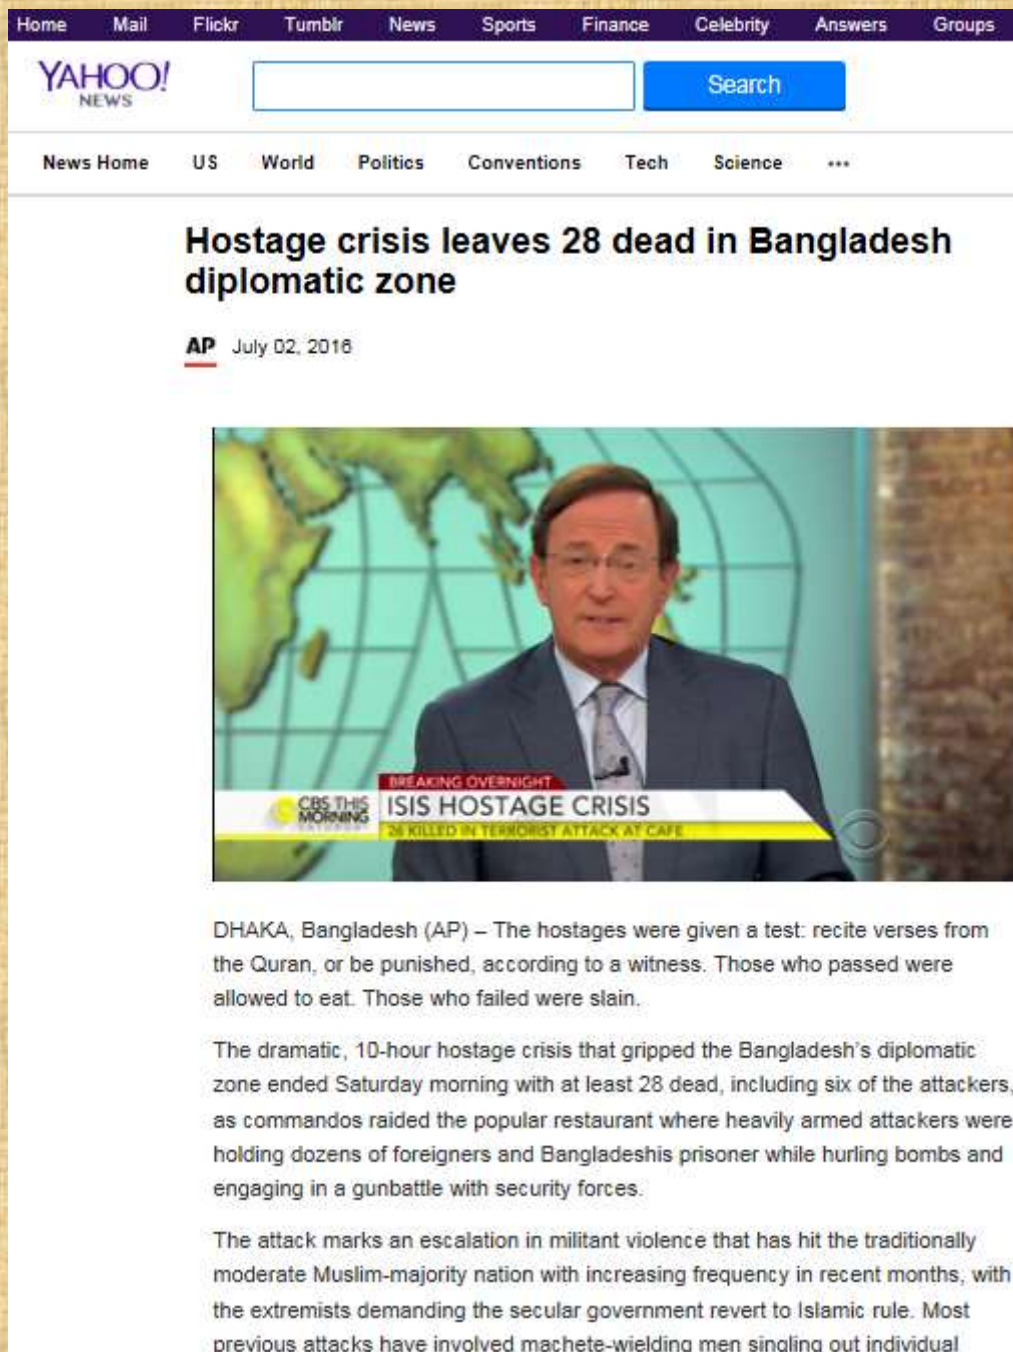 Home Mail Flickr Tumblr News Sports Finance Celebrity Answers Groups
YAHOO!
NEWS
Search
News Home US World Politics Conventions Tech Science •••
Hostage crisis leaves 28 dead in Bangladesh
diplomatic zone
AP July 02, 2016
BREAKING OVERNIGHT
CBS THIS
MORNING
SATURDAY
ISIS HOSTAGE CRISIS
26 KILLED IN TERRORIST ATTACK AT CAFE
DHAKA, Bangladesh (AP) – The hostages were given a test: recite verses from
the Quran, or be punished, according to a witness. Those who passed were
allowed to eat. Those who failed were slain.
The dramatic, 10-hour hostage crisis that gripped the Bangladesh's diplomatic
zone ended Saturday morning with at least 28 dead, including six of the attackers,
as commandos raided the popular restaurant where heavily armed attackers were
holding dozens of foreigners and Bangladeshis prisoner while hurling bombs and
engaging in a gunbattle with security forces.
The attack marks an escalation in militant violence that has hit the traditionally
moderate Muslim-majority nation with increasing frequency in recent months, with
the extremists demanding the secular government revert to Islamic rule. Most
previous attacks have involved machete-wielding men singling out individual